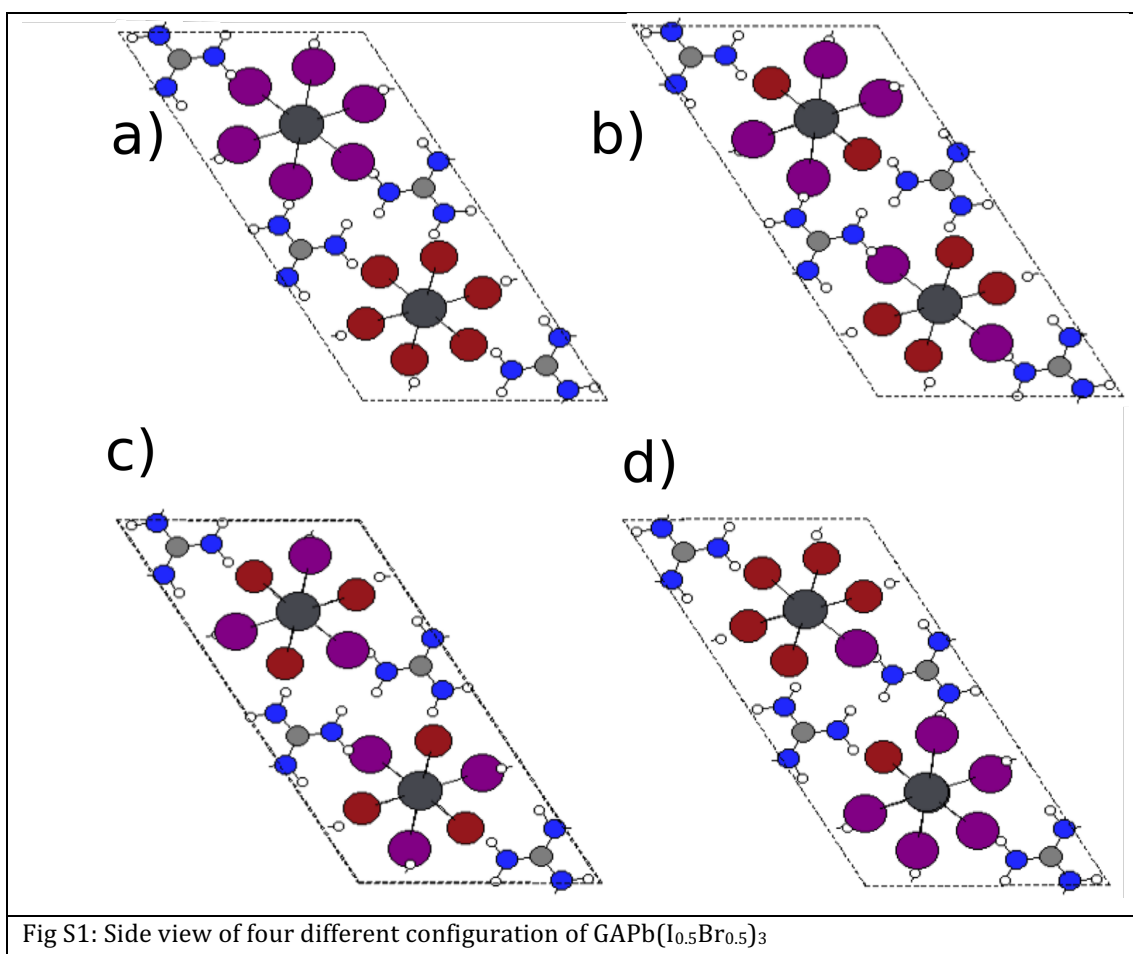 a)
b)
c)
d)
Fig S1: Side view of four different configuration of GAPb(I0.5Br0.5)3